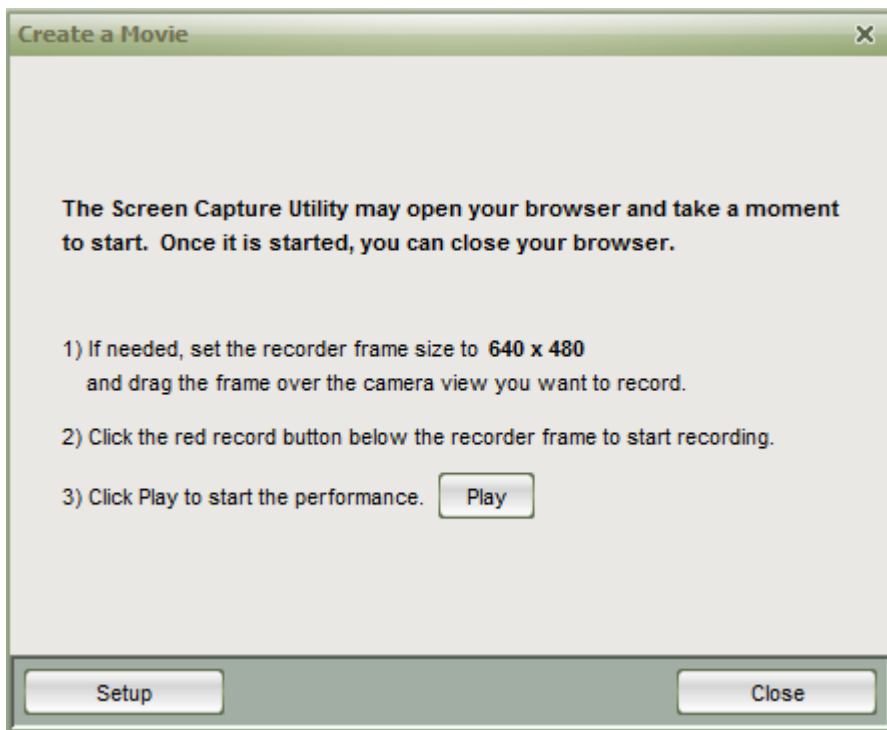 Create a Movie
The Screen Capture Utility may open your browser and take a moment
to start. Once it is started, you can close your browser.
1) If needed, set the recorder frame size to 640 x 480
and drag the frame over the camera view you want to record.
2) Click the red record button below the recorder frame to start recording.
3) Click Play to start the performance. Play
Setup Close